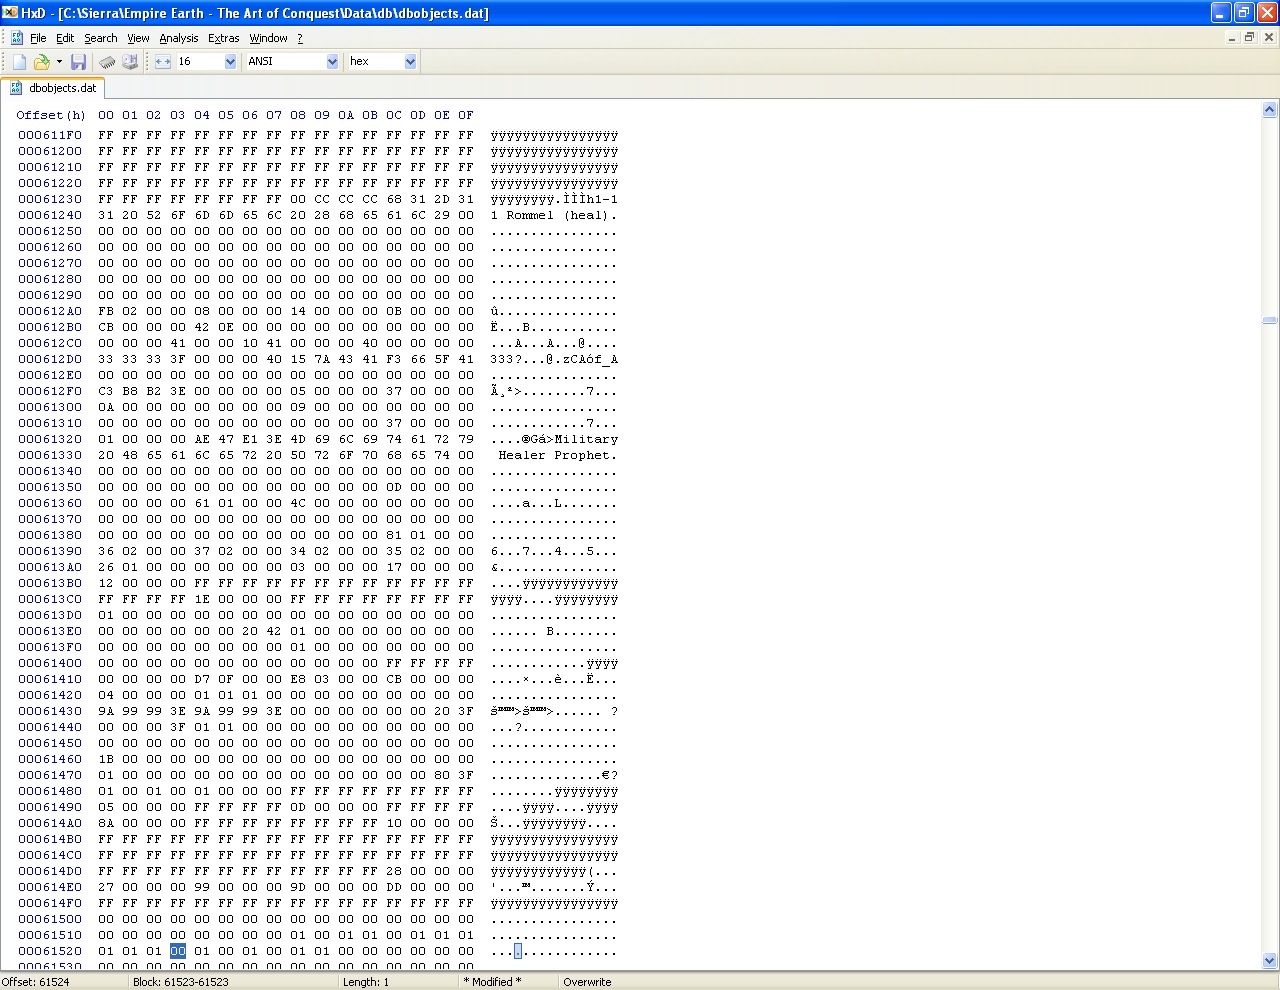 HxD - [C:\Sierra\Empire Earth - The Art of Conquest\Data\db\dbobjects.dat]
File Edit Search View Analysis Extras Window ?
16 ANSI hex
dbobjects.dat
Offset(h) 00 01 02 03 04 05 06 07 08 09 0A 0B 0C 0D 0E 0F
000611F0 FF FF FF FF FF FF FF FF FF FF FF FF FF FF FF FF ÿÿÿÿÿÿÿÿÿÿÿÿÿÿÿÿ
00061200 FF FF FF FF FF FF FF FF FF FF FF FF FF FF FF FF ÿÿÿÿÿÿÿÿÿÿÿÿÿÿÿÿ
00061210 FF FF FF FF FF FF FF FF FF FF FF FF FF FF FF FF ÿÿÿÿÿÿÿÿÿÿÿÿÿÿÿÿ
00061220 FF FF FF FF FF FF FF FF FF FF FF FF FF FF FF FF ÿÿÿÿÿÿÿÿÿÿÿÿÿÿÿÿ
00061230 FF FF FF FF FF FF FF FF 00 CC CC CC 68 31 2D 31 ÿÿÿÿÿÿÿÿ.ÌÌÌh1-1
00061240 31 20 52 6F 6D 6D 65 6C 20 28 68 65 61 6C 29 00 1 Rommel (heal).
00061250 00 00 00 00 00 00 00 00 00 00 00 00 00 00 00 00 ................
00061260 00 00 00 00 00 00 00 00 00 00 00 00 00 00 00 00 ................
00061270 00 00 00 00 00 00 00 00 00 00 00 00 00 00 00 00 ................
00061280 00 00 00 00 00 00 00 00 00 00 00 00 00 00 00 00 ................
00061290 00 00 00 00 00 00 00 00 00 00 00 00 00 00 00 00 ................
000612A0 FB 02 00 00 08 00 00 00 14 00 00 00 0B 00 00 00 û...............
000612B0 CB 00 00 00 42 0E 00 00 00 00 00 00 00 00 00 00 Ë...B...........
000612C0 00 00 00 41 00 00 10 41 00 00 00 40 00 00 00 00 ...A...A...@....
000612D0 33 33 33 3F 00 00 00 40 15 7A 43 41 F3 66 5F 41 333?...@.zCAóf_A
000612E0 00 00 00 00 00 00 00 00 00 00 00 00 00 00 00 00 ................
000612F0 C3 B8 B2 3E 00 00 00 00 05 00 00 00 37 00 00 00 Ã¸²>........7...
00061300 0A 00 00 00 00 00 00 00 09 00 00 00 00 00 00 00 ................
00061310 00 00 00 00 00 00 00 00 00 00 00 00 37 00 00 00 ............7...
00061320 01 00 00 00 AE 47 E1 3E 4D 69 6C 69 74 61 72 79 ....®Gá>Military
00061330 20 48 65 61 6C 65 72 20 50 72 6F 70 68 65 74 00 Healer Prophet.
00061340 00 00 00 00 00 00 00 00 00 00 00 00 00 00 00 00 ................
00061350 00 00 00 00 00 00 00 00 00 00 00 00 0D 00 00 00 ................
00061360 00 00 00 00 61 01 00 00 4C 00 00 00 00 00 00 00 ....a...L.......
00061370 00 00 00 00 00 00 00 00 00 00 00 00 00 00 00 00 ................
00061380 00 00 00 00 00 00 00 00 00 00 00 00 81 01 00 00 ................
00061390 36 02 00 00 37 02 00 00 34 02 00 00 35 02 00 00 6...7...4...5...
000613A0 26 01 00 00 00 00 00 00 03 00 00 00 17 00 00 00 &...............
000613B0 12 00 00 00 FF FF FF FF FF FF FF FF FF FF FF FF ....ÿÿÿÿÿÿÿÿÿÿÿÿ
000613C0 FF FF FF FF 1E 00 00 00 FF FF FF FF FF FF FF FF ÿÿÿÿ....ÿÿÿÿÿÿÿÿ
000613D0 01 00 00 00 00 00 00 00 00 00 00 00 00 00 00 00 ................
000613E0 00 00 00 00 00 00 20 42 01 00 00 00 00 00 00 00 ...... B........
000613F0 00 00 00 00 00 00 00 00 01 00 00 00 00 00 00 00 ................
00061400 00 00 00 00 00 00 00 00 00 00 00 00 FF FF FF FF ............ÿÿÿÿ
00061410 00 00 00 00 D7 0F 00 00 E8 03 00 00 CB 00 00 00 ....×...è...Ë...
00061420 04 00 00 00 01 01 01 00 00 00 00 00 00 00 00 00 ................
00061430 9A 99 99 3E 9A 99 99 3E 00 00 00 00 00 00 20 3F š™™>š™™>...... ?
00061440 00 00 00 3F 01 01 00 00 00 00 00 00 00 00 00 00 ...?............
00061450 00 00 00 00 00 00 00 00 00 00 00 00 00 00 00 00 ................
00061460 1B 00 00 00 00 00 00 00 00 00 00 00 00 00 00 00 ................
00061470 01 00 00 00 00 00 00 00 00 00 00 00 00 00 80 3F ..............€?
00061480 01 00 01 00 01 00 00 00 FF FF FF FF FF FF FF FF ........ÿÿÿÿÿÿÿÿ
00061490 05 00 00 00 FF FF FF FF 0D 00 00 00 FF FF FF FF ....ÿÿÿÿ....ÿÿÿÿ
000614A0 8A 00 00 00 FF FF FF FF FF FF FF FF 10 00 00 00 Š...ÿÿÿÿÿÿÿÿ....
000614B0 FF FF FF FF FF FF FF FF FF FF FF FF FF FF FF FF ÿÿÿÿÿÿÿÿÿÿÿÿÿÿÿÿ
000614C0 FF FF FF FF FF FF FF FF FF FF FF FF FF FF FF FF ÿÿÿÿÿÿÿÿÿÿÿÿÿÿÿÿ
000614D0 FF FF FF FF FF FF FF FF FF FF FF FF 28 00 00 00 ÿÿÿÿÿÿÿÿÿÿÿÿ(...
000614E0 27 00 00 00 99 00 00 00 9D 00 00 00 DD 00 00 00 '...™.......Ý...
000614F0 FF FF FF FF FF FF FF FF FF FF FF FF FF FF FF FF ÿÿÿÿÿÿÿÿÿÿÿÿÿÿÿÿ
00061500 00 00 00 00 00 00 00 00 00 00 00 00 00 00 00 00 ................
00061510 00 00 00 00 00 00 00 00 01 00 01 01 00 01 01 01 ................
00061520 01 01 01 00 01 00 01 00 01 01 00 00 00 00 00 00 ................
00061530 00 00 00 00 00 00 00 00 00 00 00 00 00 00 00 00
Offset: 61524 Block: 61523-61523 Length: 1 * Modified * Overwrite